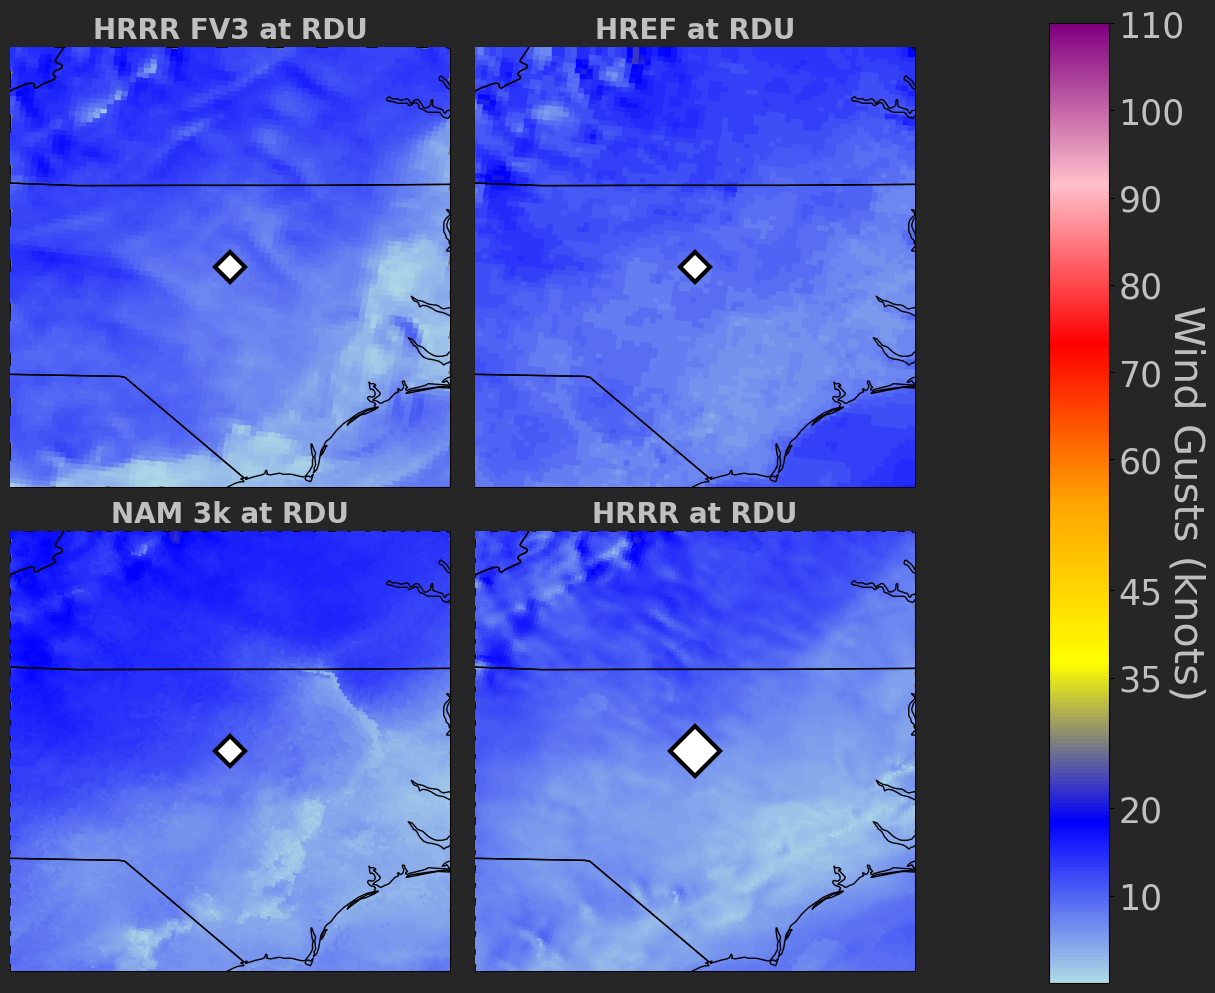 HRRR FV3 at RDU
HREF at RDU
NAM 3k at RDU
HRRR at RDU
110
100
90
80
70
60
45
35
20
10
Wind Gusts (knots)